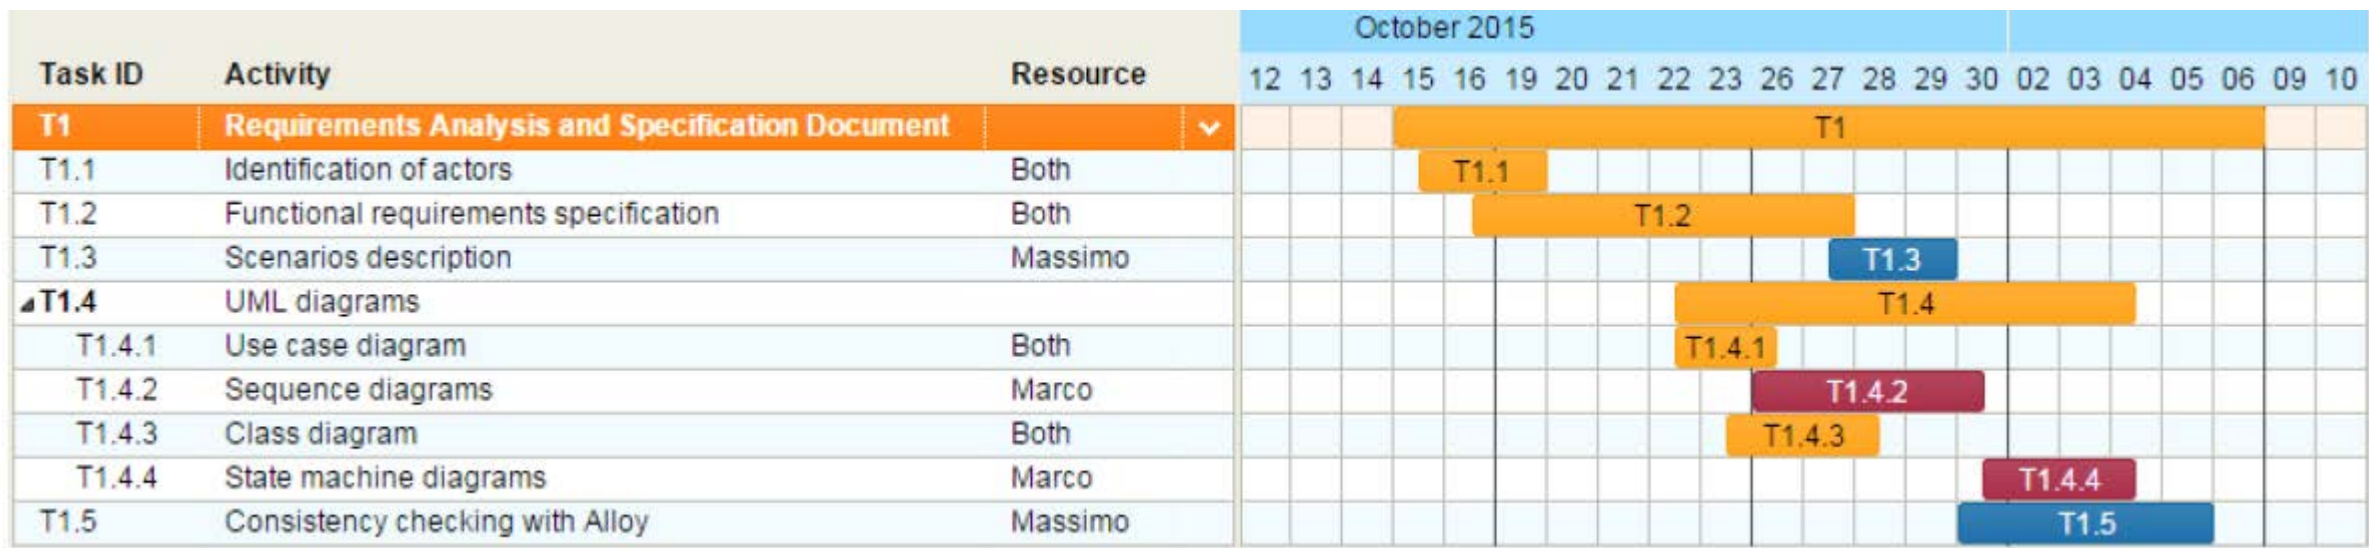 October 2015
Task ID Activity Resource 12 13 14 15 16 19 20 21 22 23 26 27 28 29 30 02 03 04 05 06 09 10
T1 Requirements Analysis and Specification Document T1
T1.1 Identification of actors Both T1.1
T1.2 Functional requirements specification Both T1.2
T1.3 Scenarios description Massimo T1.3
T1.4 UML diagrams T1.4
T1.4.1 Use case diagram Both T1.4.1
T1.4.2 Sequence diagrams Marco T1.4.2
T1.4.3 Class diagram Both T1.4.3
T1.4.4 State machine diagrams Marco T1.4.4
T1.5 Consistency checking with Alloy Massimo T1.5